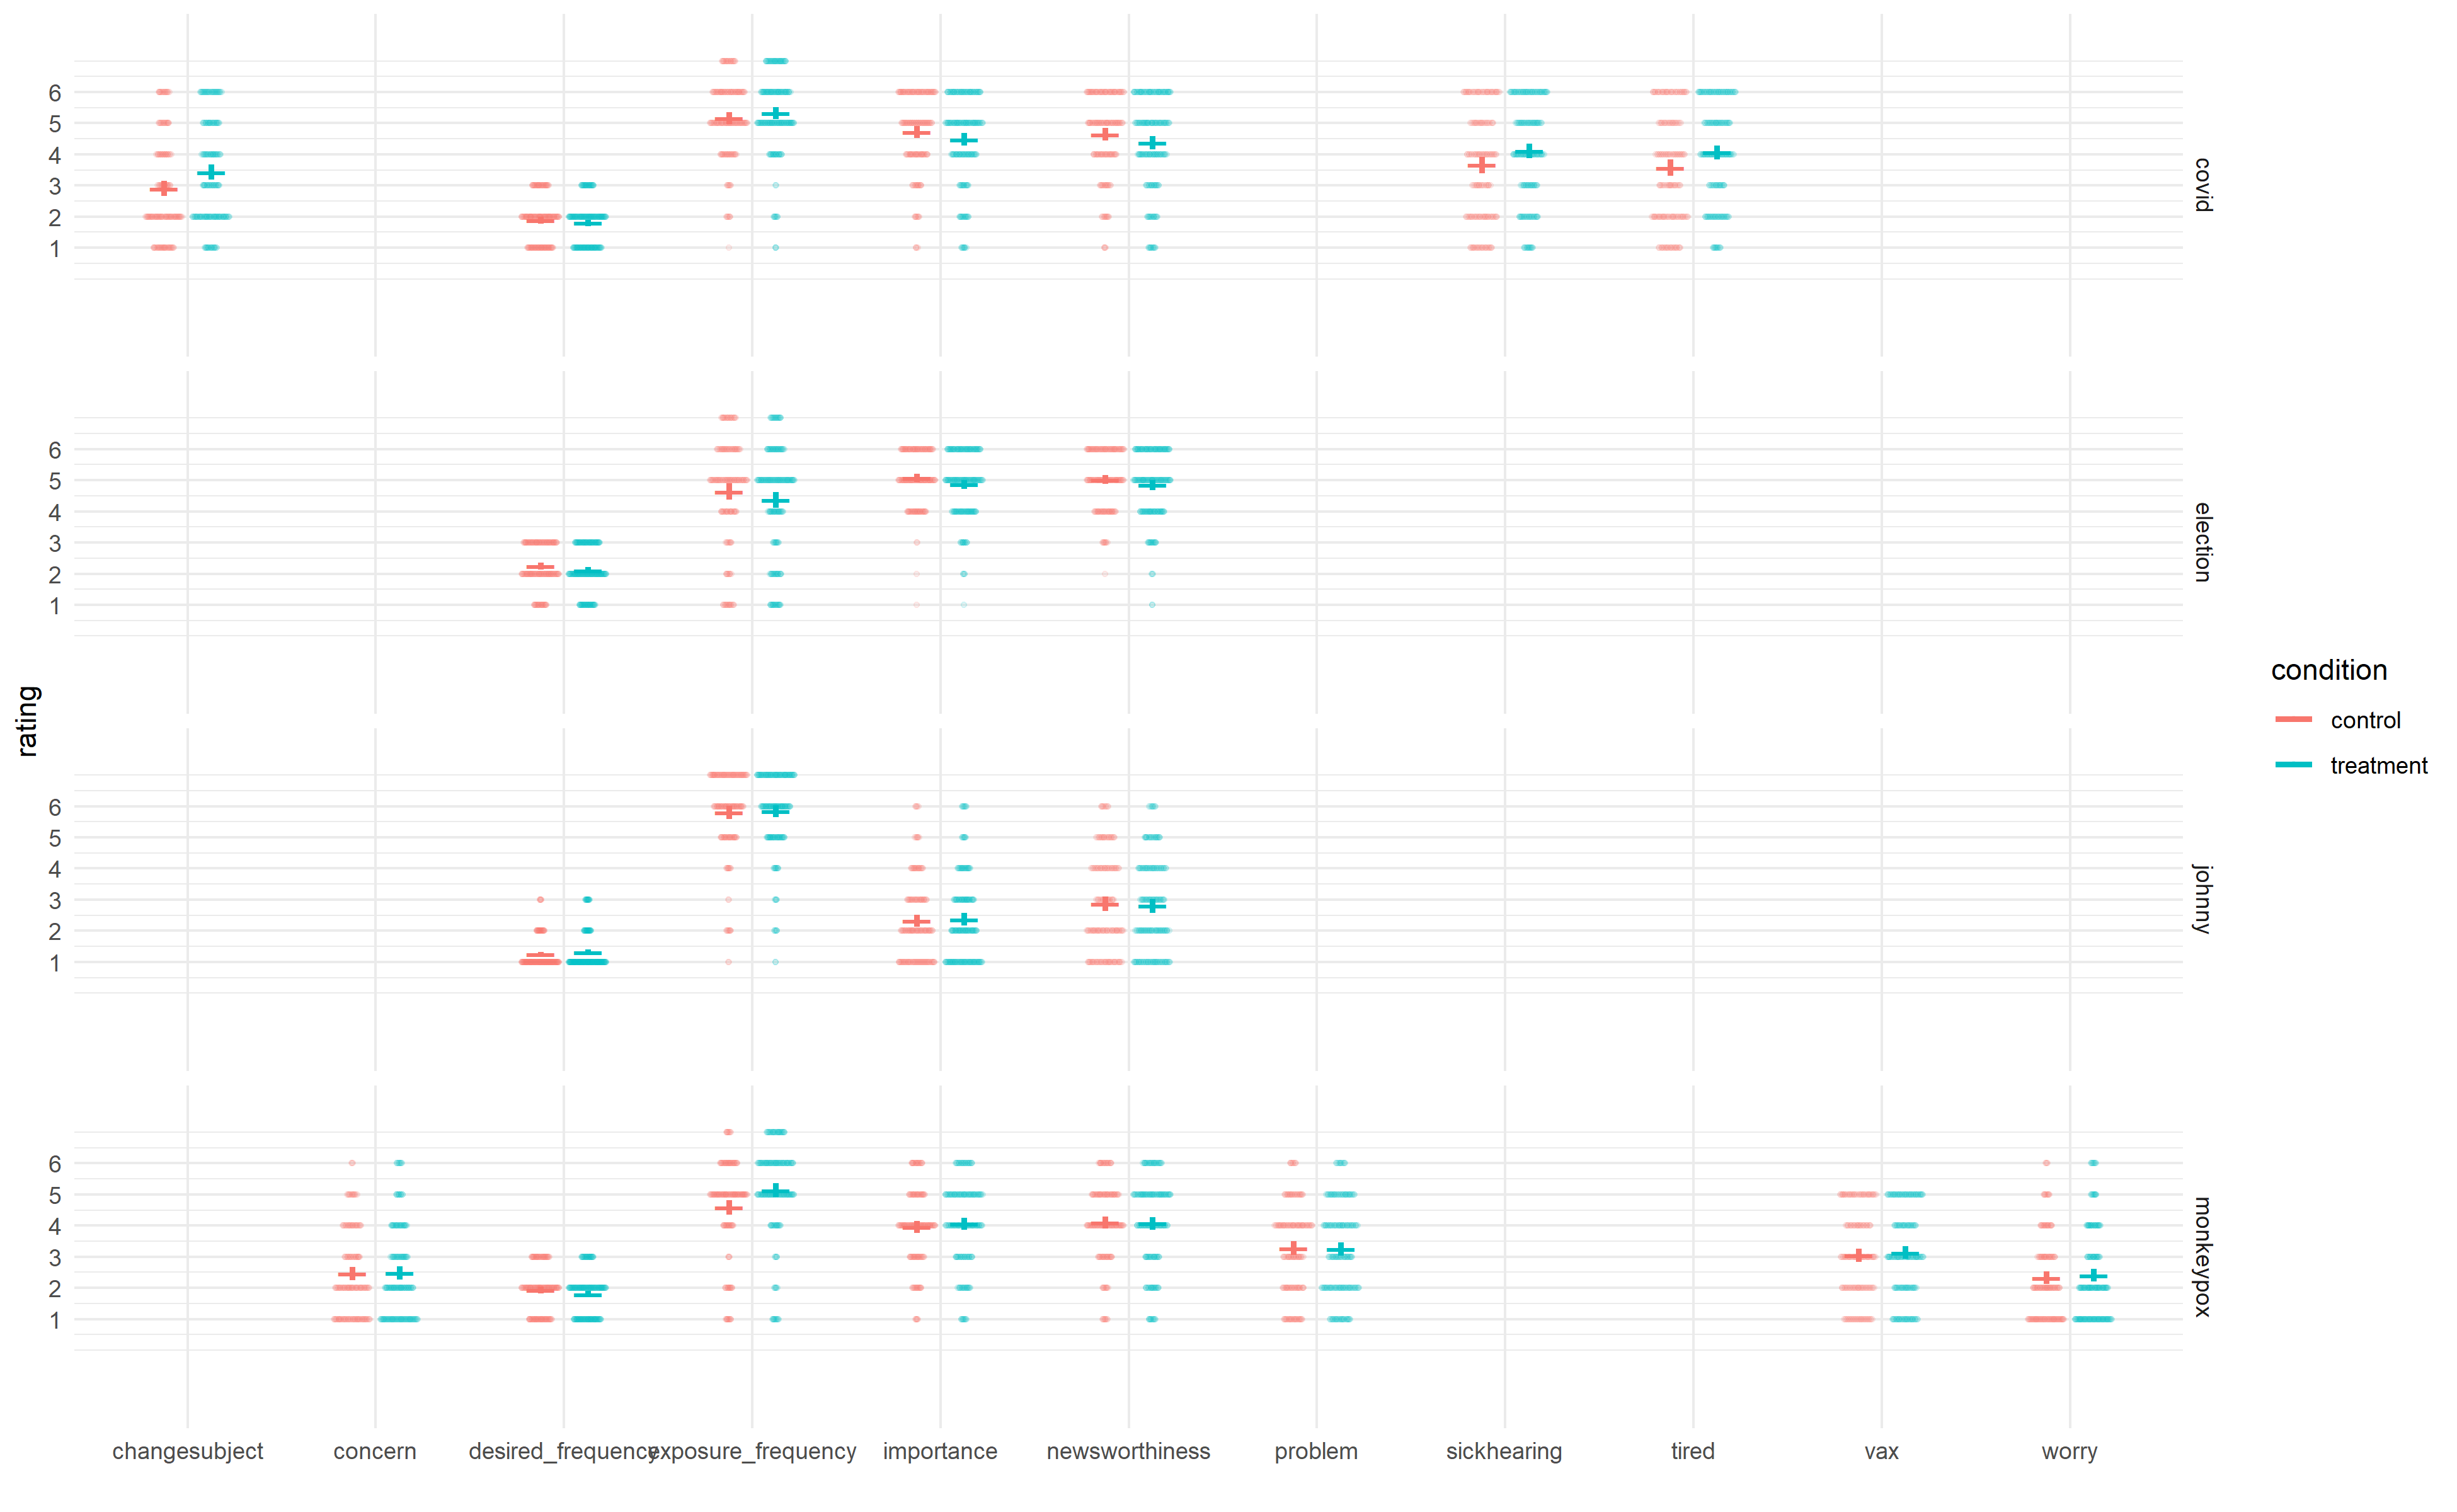 rating
6
5
4
3
2
1
covid
6
5
4
3
2
1
election
6
5
4
3
2
1
johnny
6
5
4
3
2
1
monkeypox
changesubject
concern
desired_frequency
exposure_frequency
importance
newsworthiness
problem
sickhearing
tired
vax
worry
condition
control
treatment